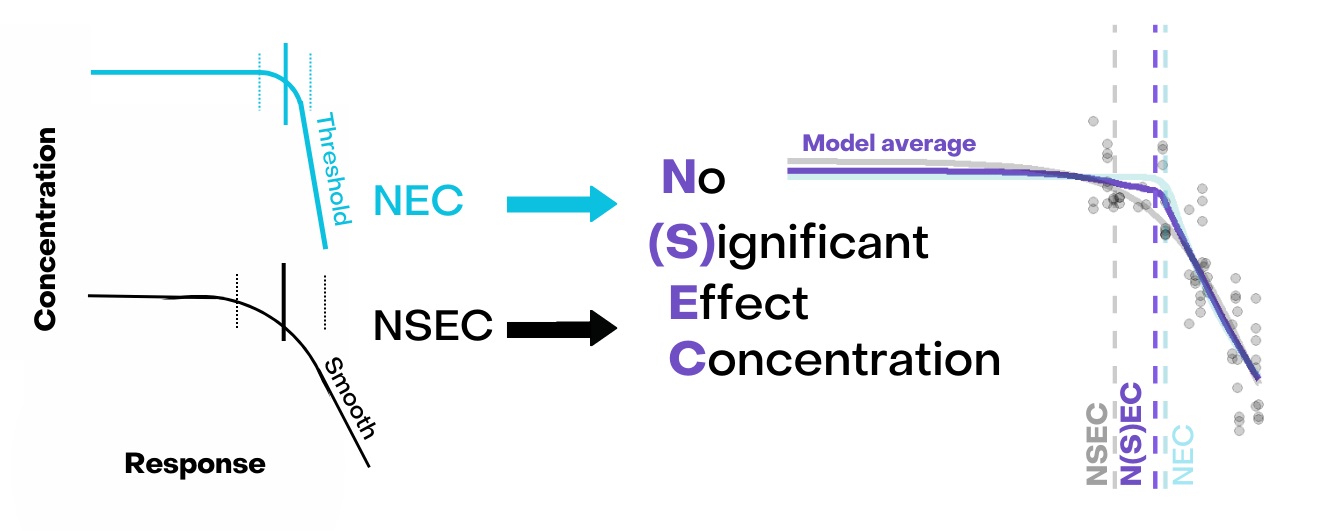 Concentration
Threshold
NEC
NSEC
Smooth
Response
No
(S)ignificant
Effect
Concentration
Model average
NSEC
N(S)EC
NEC